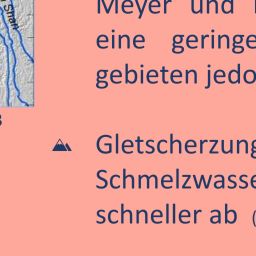 Meyer und
eine geringe
gebieten jedo
Gletscherzung
Schmelzwasse
schneller ab (